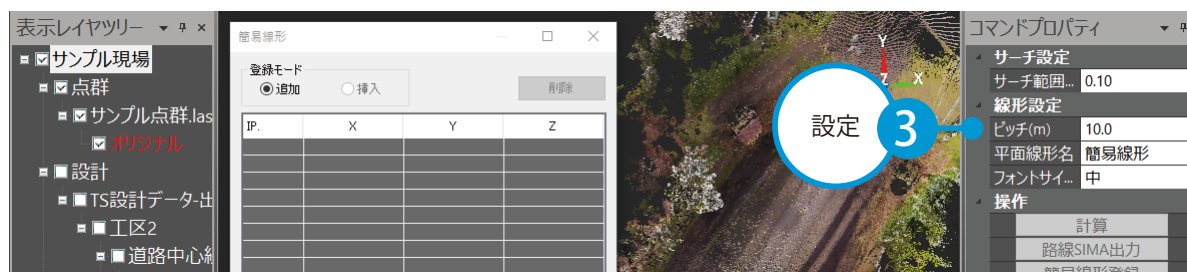 表示レイヤツリー
サンプル現場
点群
サンプル点群.las
オリジナル
設計
TS設計データ-出
工区2
道路中心線
簡易線形
登録モード
追加
挿入
削除
IP. X Y Z
Y
Z X
設定
3
コマンドプロパティ
サーチ設定
サーチ範囲... 0.10
線形設定
ピッチ(m) 10.0
平面線形名 簡易線形
フォントサイ... 中
操作
計算
路線SIMA出力
簡易線形登録